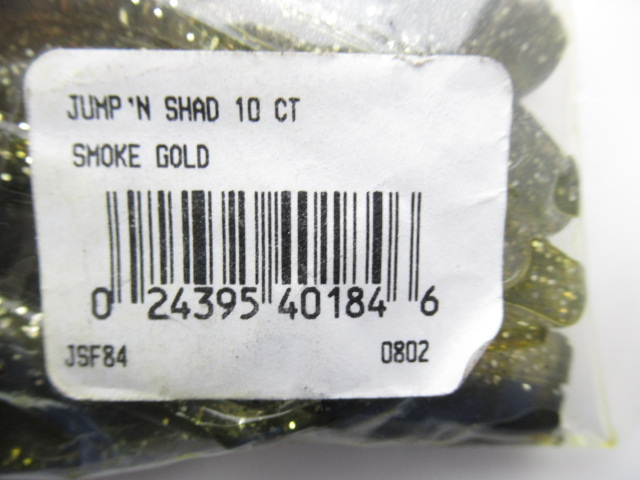 JUMP'N SHAD 10 CT
SMOKE GOLD
0 24395 40184 6
JSF84 0802